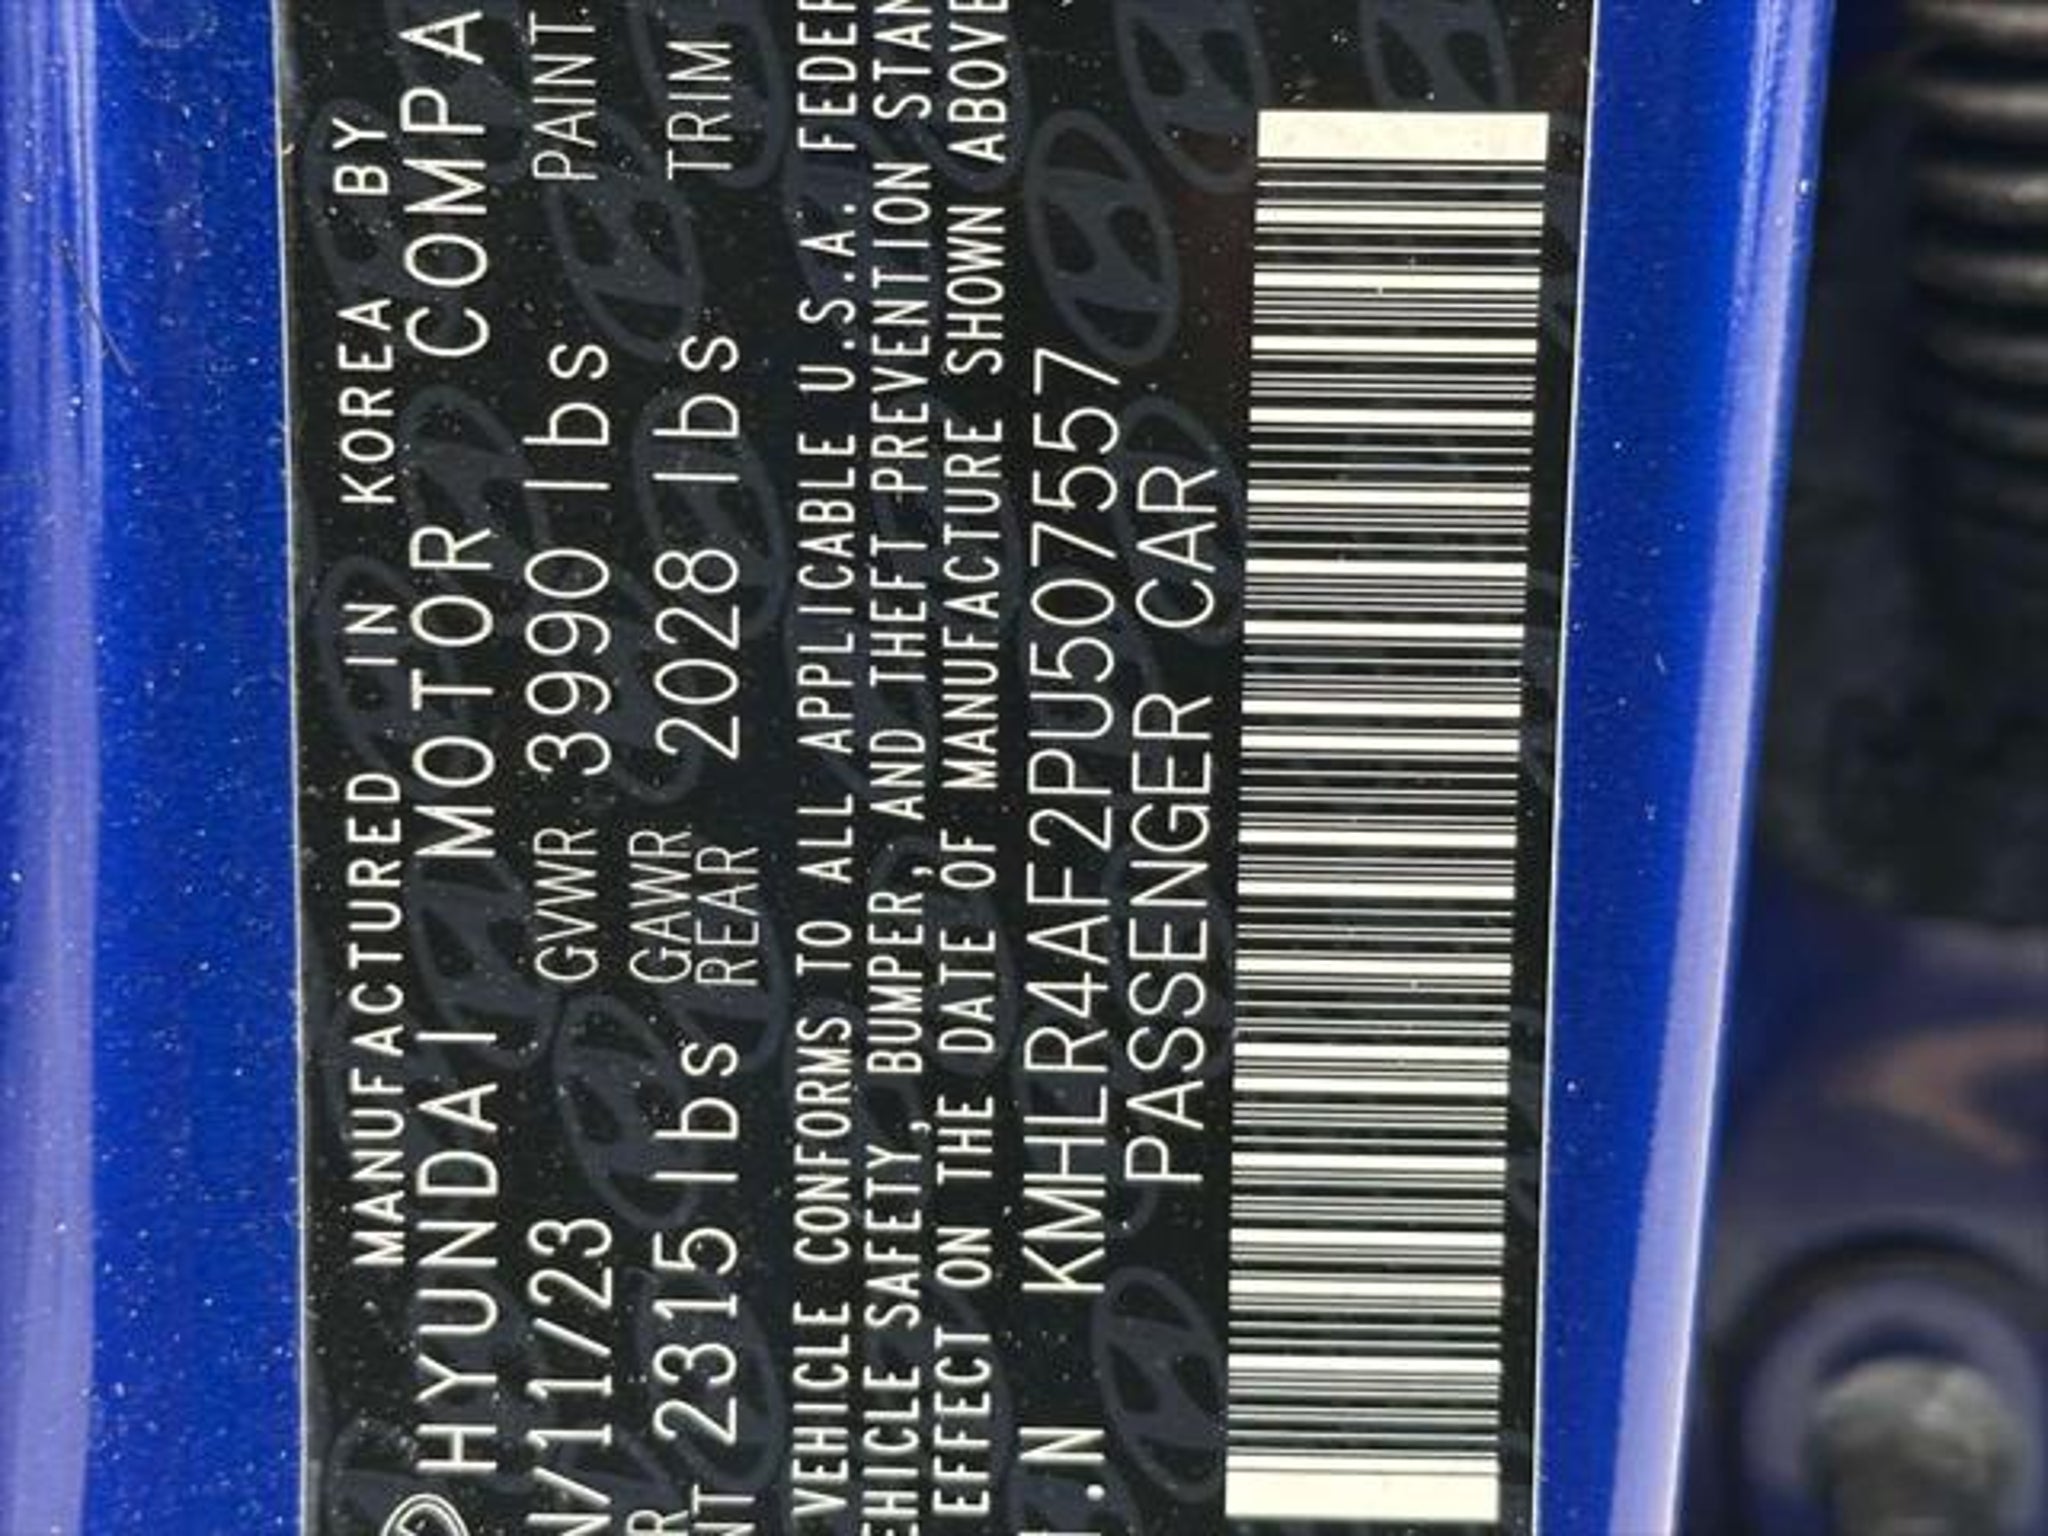 MANUFACTURED IN KOREA BY
HYUNDAI MOTOR COMPA
N/11/23 GVWR 3990 lbs PAINT
R GAWR
NT 2315 lbs REAR 2028 lbs TRIM
VEHICLE CONFORMS TO ALL APPLICABLE U.S.A. FEDER
EHICLE SAFETY, BUMPER, AND THEFT PREVENTION STAN
EFFECT ON THE DATE OF MANUFACTURE SHOWN ABOVE
I.N KMHLR4AF2PU507557
PASSENGER CAR